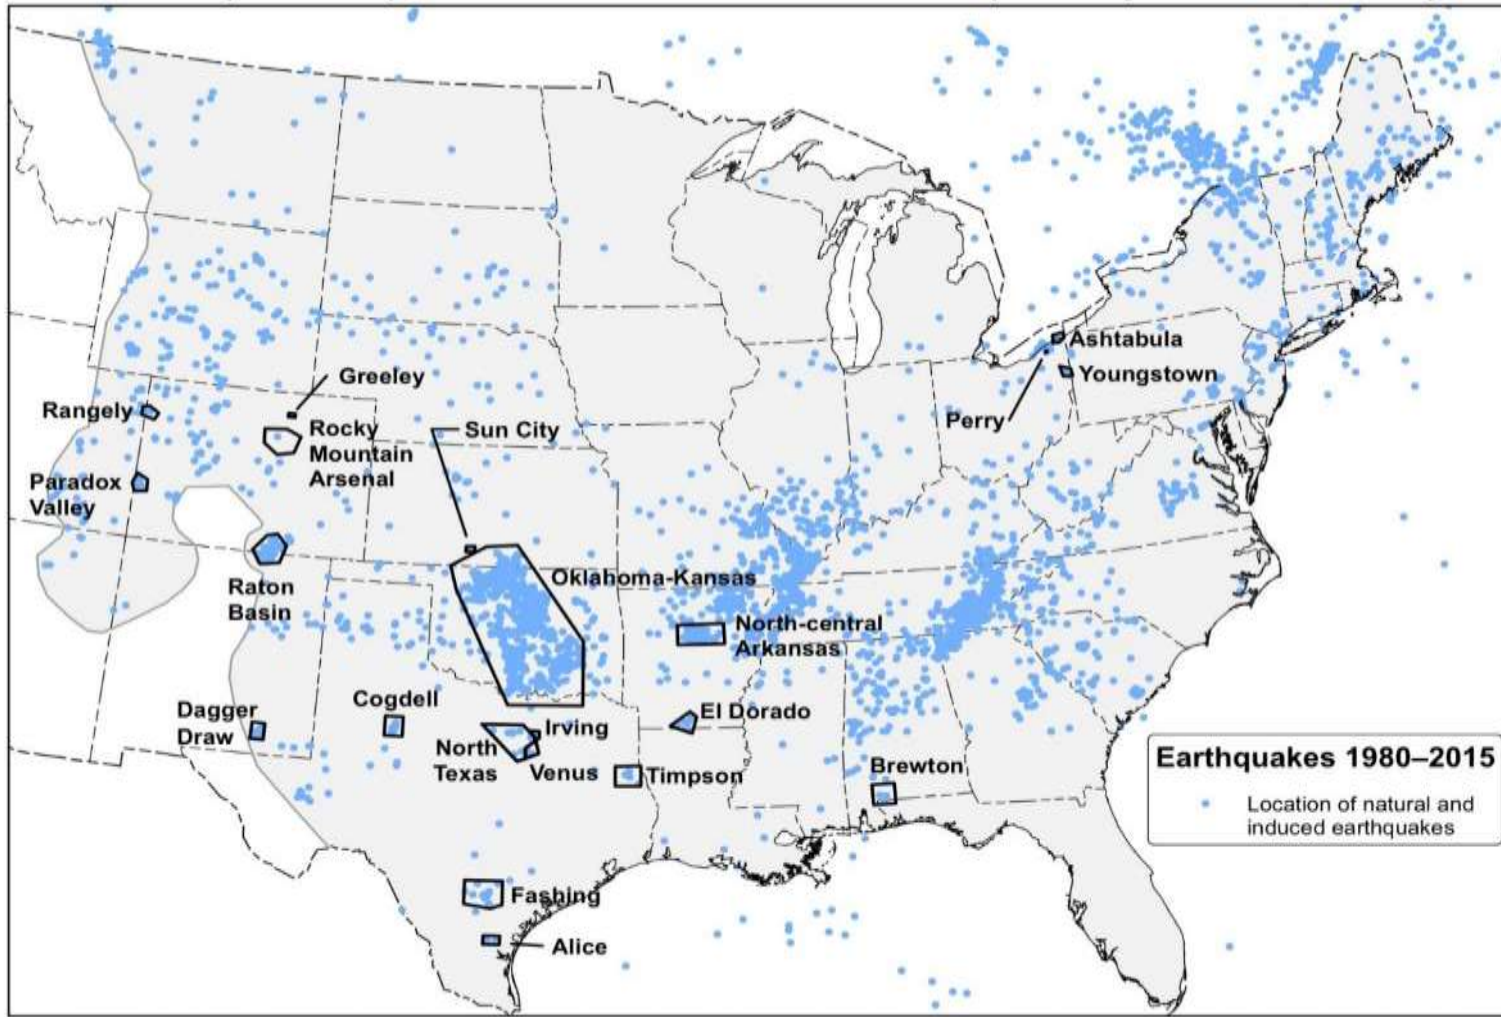 Greeley
Rangely
Rocky
Mountain
Arsenal
Sun City
Paradox
Valley
Raton
Basin
Oklahoma-Kansas
North-central
Arkansas
Ashtabula
Youngstown
Perry
Dagger
Draw
Cogdell
North
Texas
Irving
Venus
El Dorado
Timpson
Brewton
Fashing
Alice
Earthquakes 1980–2015
Location of natural and
induced earthquakes